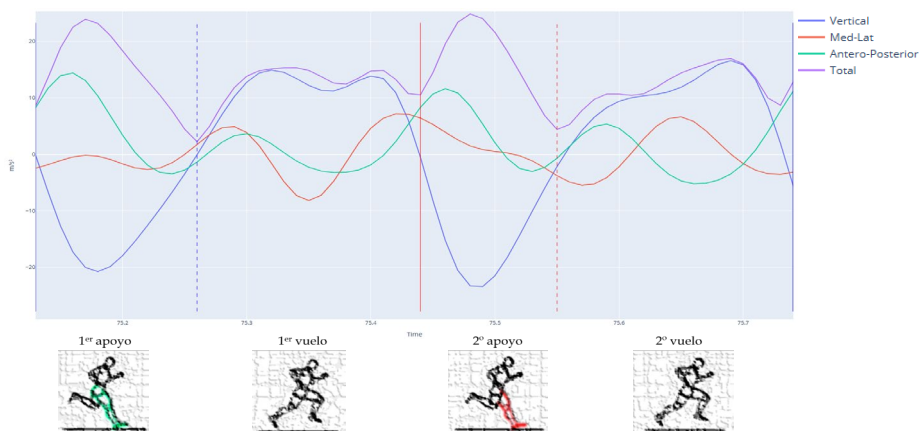 Vertical
Med-Lat
Antero-Posterior
Total
20
10
0
−10
−20
m/s²
75.2
75.3
75.4
75.5
75.6
75.7
Time
1er apoyo
1er vuelo
2º apoyo
2º vuelo